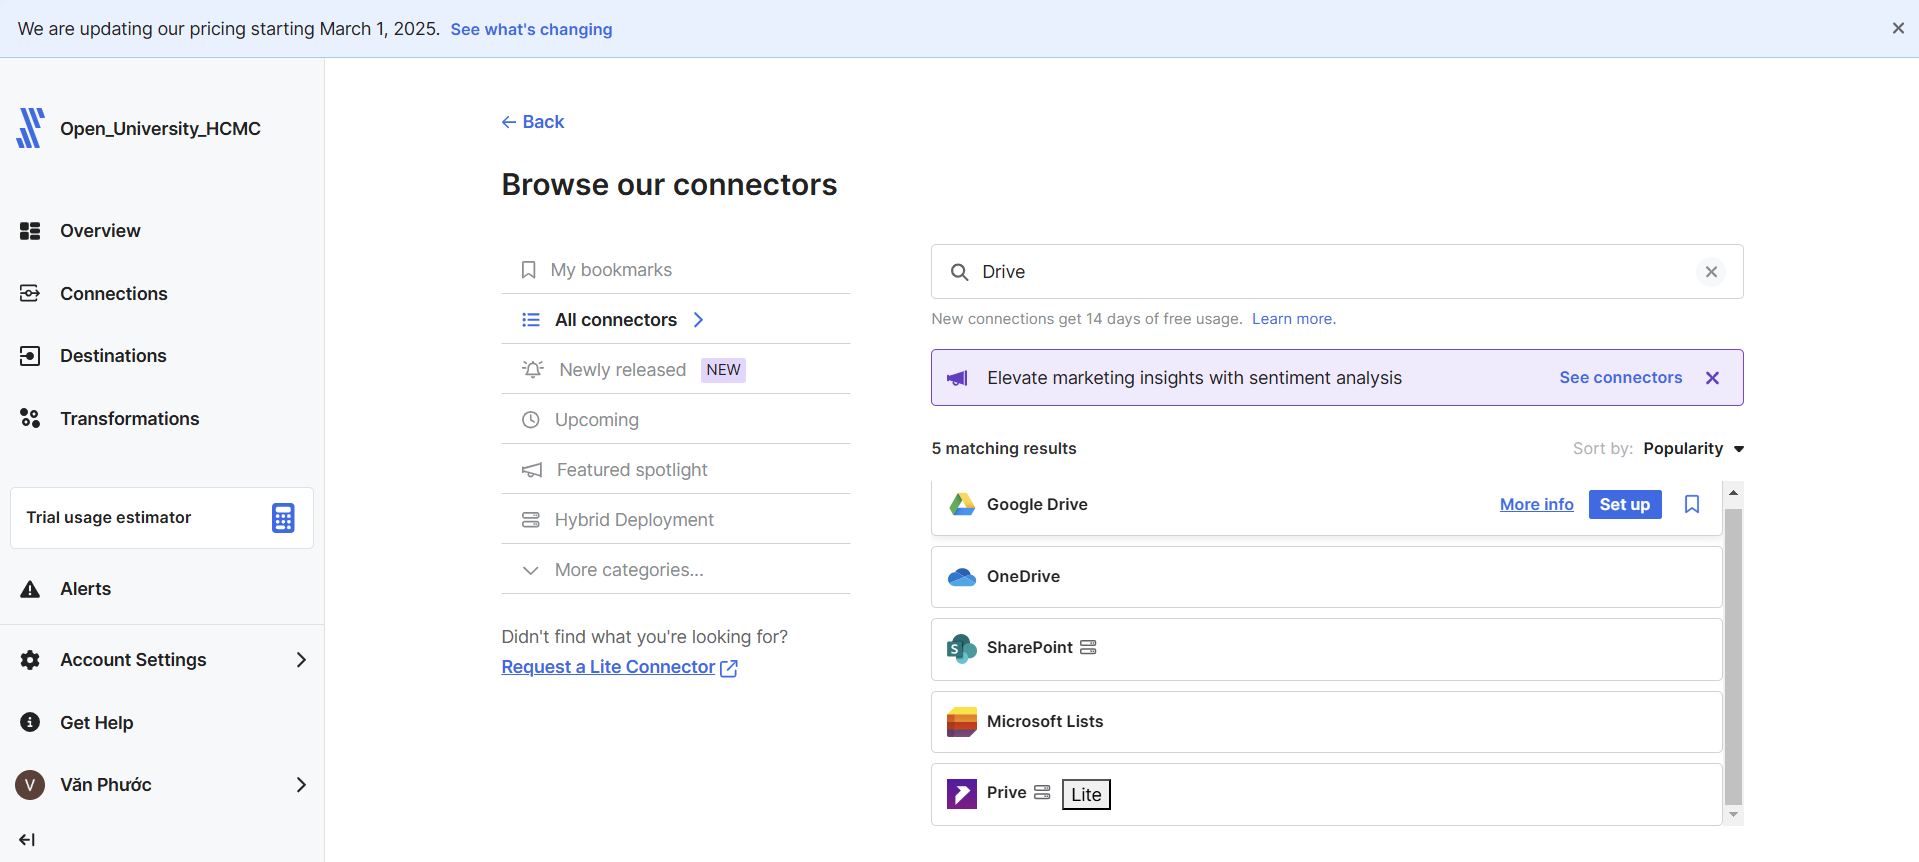 We are updating our pricing starting March 1, 2025. See what's changing
Open_University_HCMC
Overview
Connections
Destinations
Transformations
Trial usage estimator
Alerts
Account Settings
Get Help
V Văn Phước
Back
Browse our connectors
My bookmarks
All connectors
Newly released NEW
Upcoming
Featured spotlight
Hybrid Deployment
More categories...
Didn't find what you're looking for?
Request a Lite Connector
Drive
New connections get 14 days of free usage. Learn more.
Elevate marketing insights with sentiment analysis See connectors
5 matching results Sort by: Popularity
Google Drive More info Set up
OneDrive
S SharePoint
Microsoft Lists
Prive Lite